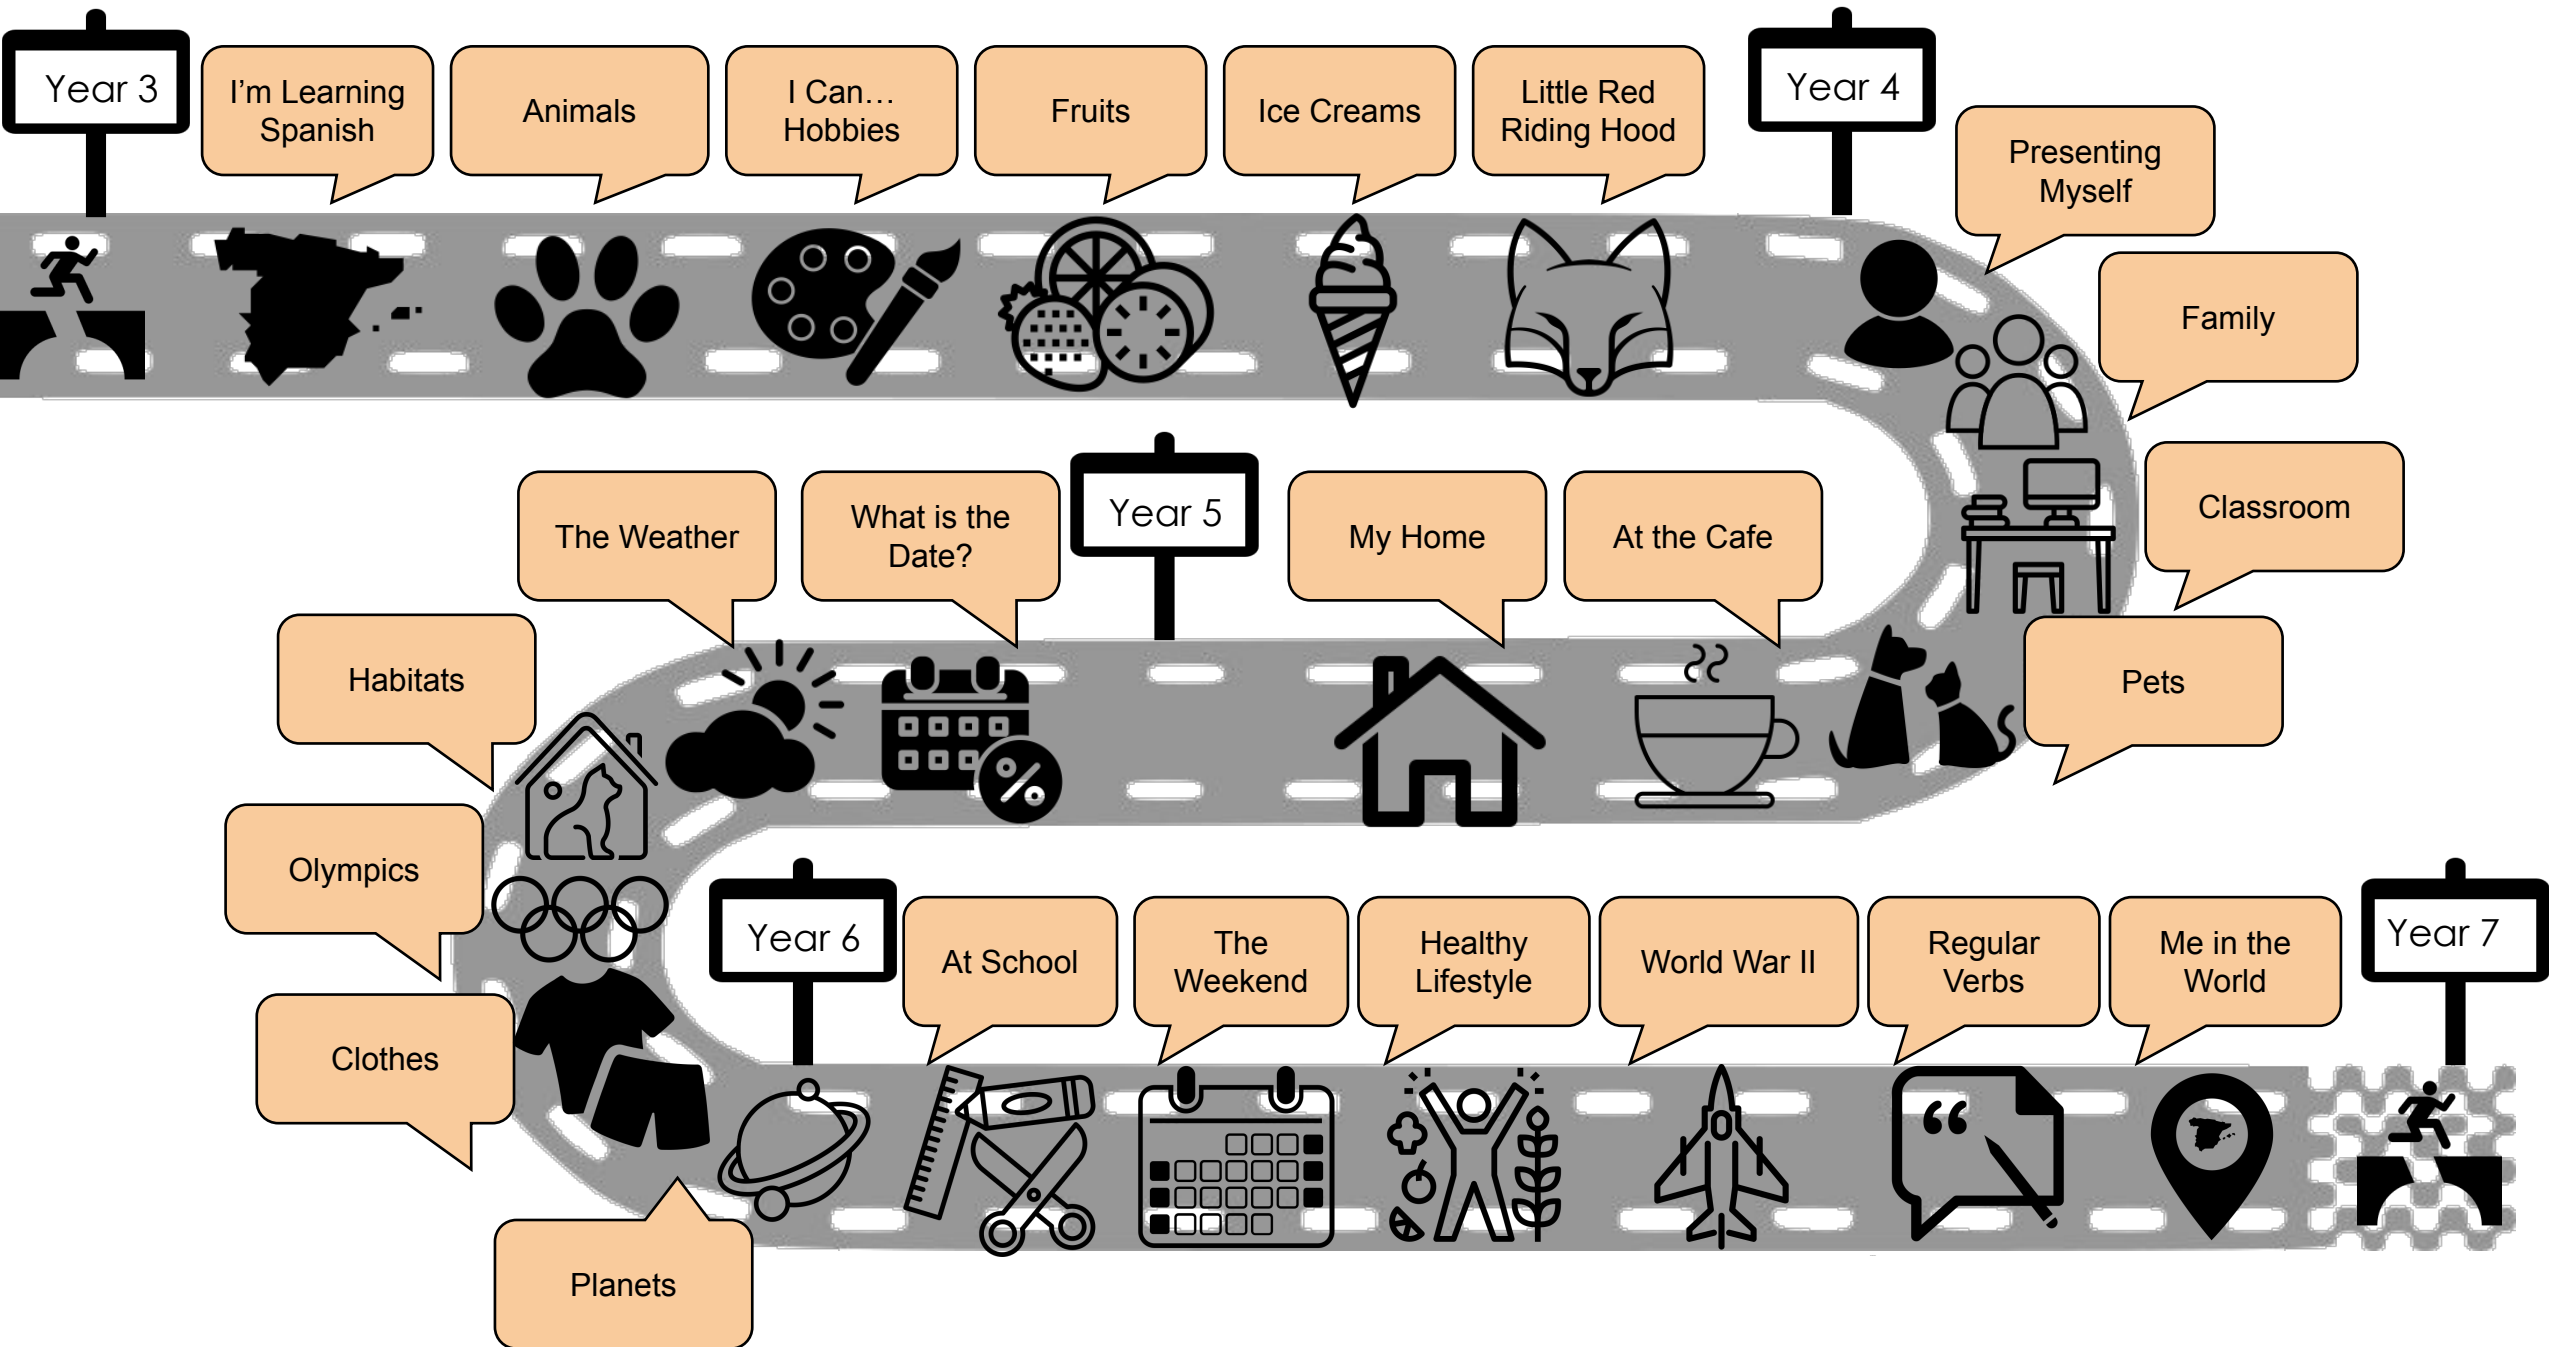 Year 3
I'm Learning
Spanish
Animals
I Can…
Hobbies
Fruits
Ice Creams
Little Red
Riding Hood
Year 4
Presenting
Myself
Family
Classroom
Pets
At the Cafe
My Home
Year 5
What is the
Date?
The Weather
Habitats
Olympics
Clothes
Planets
Year 6
At School
The
Weekend
Healthy
Lifestyle
World War II
Regular
Verbs
Me in the
World
Year 7